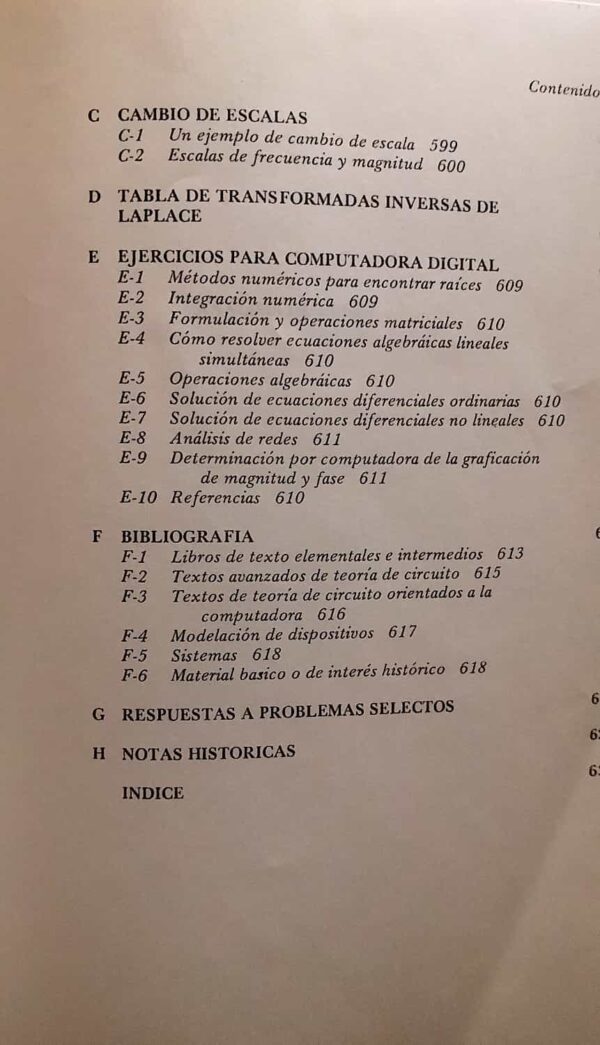 Contenido
C CAMBIO DE ESCALAS
C-1 Un ejemplo de cambio de escala 599
C-2 Escalas de frecuencia y magnitud 600
D TABLA DE TRANSFORMADAS INVERSAS DE
LAPLACE
E EJERCICIOS PARA COMPUTADORA DIGITAL
E-1 Métodos numéricos para encontrar raíces 609
E-2 Integración numérica 609
E-3 Formulación y operaciones matriciales 610
E-4 Cómo resolver ecuaciones algebráicas lineales
simultáneas 610
E-5 Operaciones algebráicas 610
E-6 Solución de ecuaciones diferenciales ordinarias 610
E-7 Solución de ecuaciones diferenciales no lineales 610
E-8 Análisis de redes 611
E-9 Determinación por computadora de la graficación
de magnitud y fase 611
E-10 Referencias 610
F BIBLIOGRAFIA
F-1 Libros de texto elementales e intermedios 613
F-2 Textos avanzados de teoría de circuito 615
F-3 Textos de teoría de circuito orientados a la
computadora 616
F-4 Modelación de dispositivos 617
F-5 Sistemas 618
F-6 Material basico o de interés histórico 618
G RESPUESTAS A PROBLEMAS SELECTOS
H NOTAS HISTORICAS
INDICE